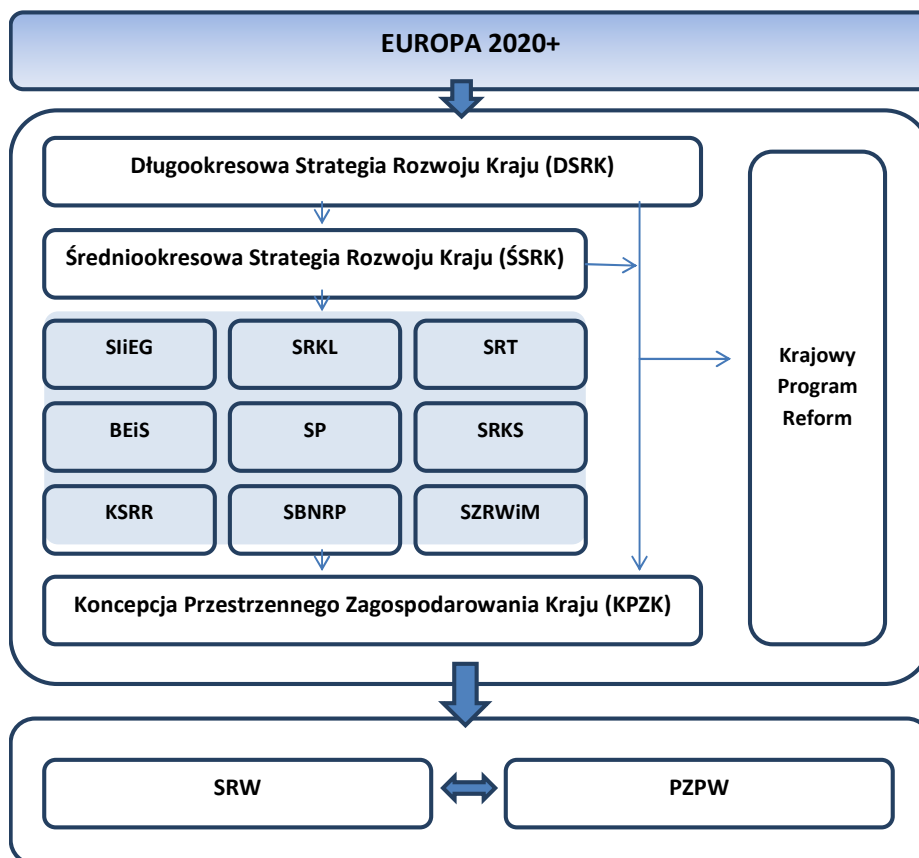 EUROPA 2020+
Długookresowa Strategia Rozwoju Kraju (DSRK)
Średniookresowa Strategia Rozwoju Kraju (ŚSRK)
SIiEG
SRKL
SRT
BEiS
SP
SRKS
KSRR
SBNRP
SZRWiM
Koncepcja Przestrzennego Zagospodarowania Kraju (KPZK)
Krajowy
Program
Reform
SRW
PZPW